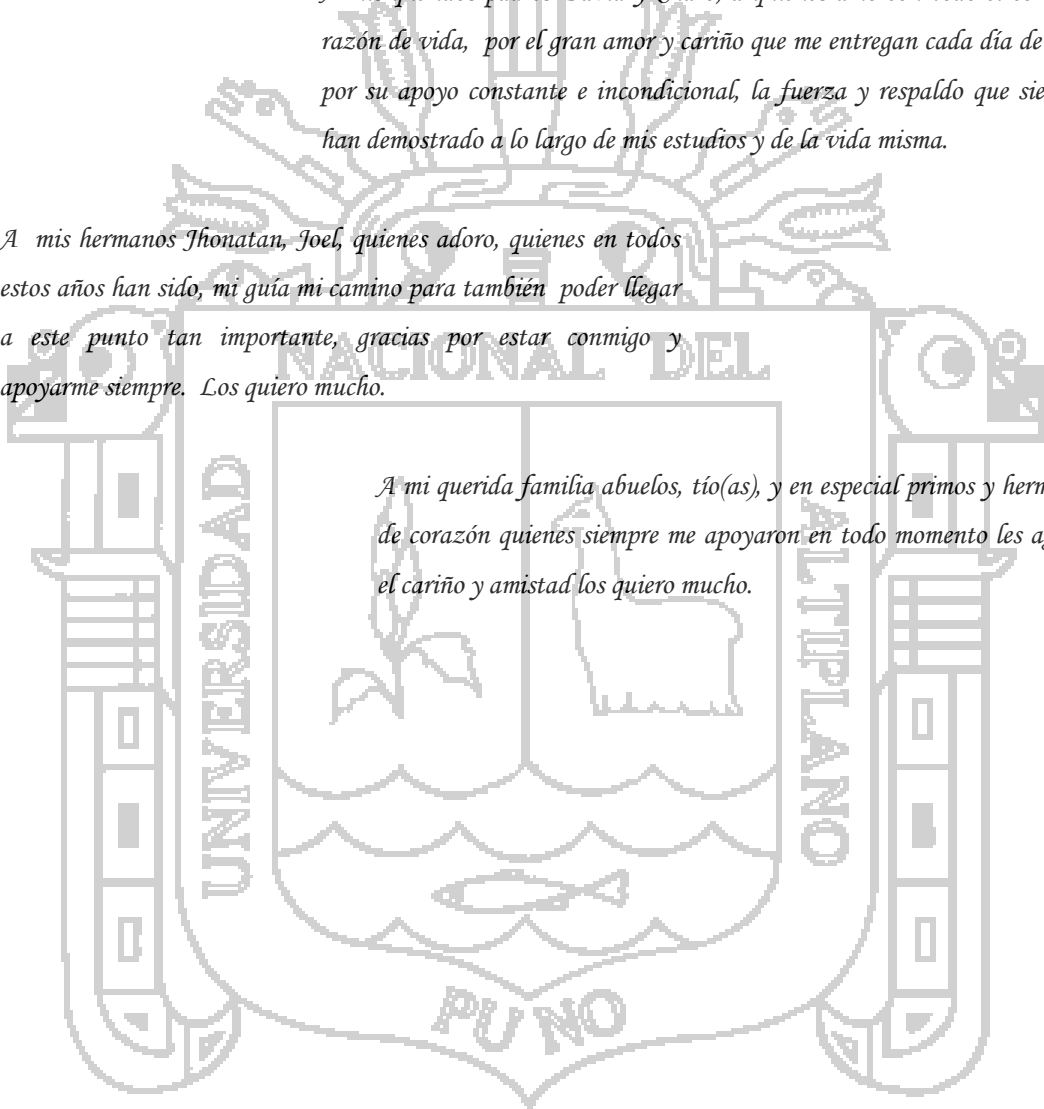 razón de vida, por el gran amor y cariño que me entregan cada día de
por su apoyo constante e incondicional, la fuerza y respaldo que
han demostrado a lo largo de mis estudios y de la vida misma.
A mis hermanos Jhonatan, Joel, quienes adoro, quienes en todos
estos años han sido, mi guía mi camino para también poder llegar
a este punto tan importante, gracias por estar conmigo y
apoyarme siempre. Los quiero mucho.
A mi querida familia abuelos, tío(as), y en especial primos y
de corazón quienes siempre me apoyaron en todo momento les
el cariño y amistad los quiero mucho.
UNIVERSIDAD
NACIONAL DEL
ALTIPLANO
PUNO